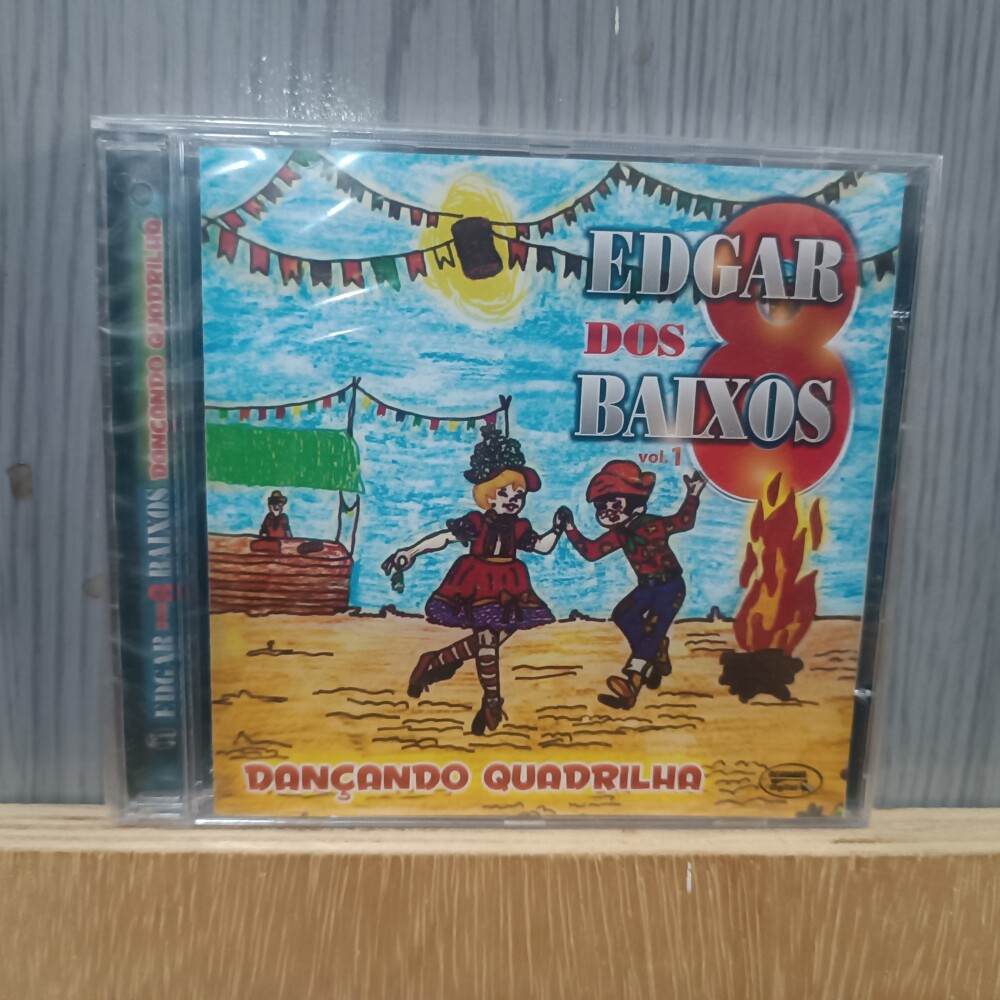 EDGAR
DOS 8
BAIXOS
vol. 1
DANÇANDO QUADRILHA
EDGAR DOS 8 BAIXOS DANÇANDO QUADRILHA